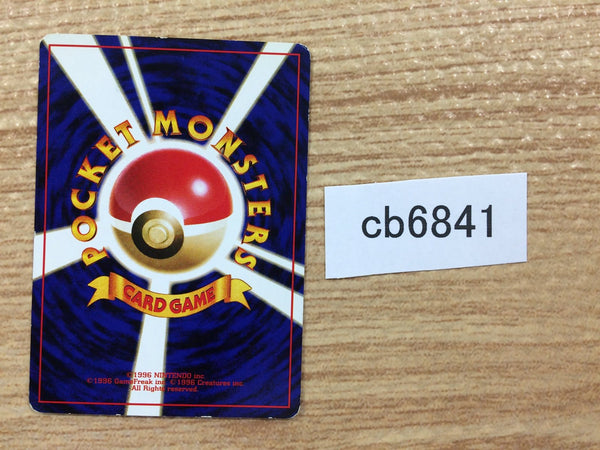 POCKET MONSTERS
CARD GAME
©1996 NINTENDO inc.
©1996 GameFreak inc. ©1996 Creatures inc.
All Rights reserved.
cb6841